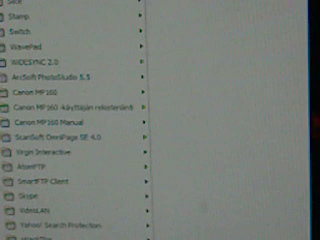 Slice
Stamp
Switch
WavePad
WIDESYNC 2.0
ArcSoft PhotoStudio 5.5
Canon MP160
Canon MP160 -käyttäjän rekisteröinti
Canon MP160 Manual
ScanSoft OmniPage SE 4.0
Virgin Interactive
AtomFTP
SmartFTP Client
Skype
VideoLAN
Yahoo! Search Protection